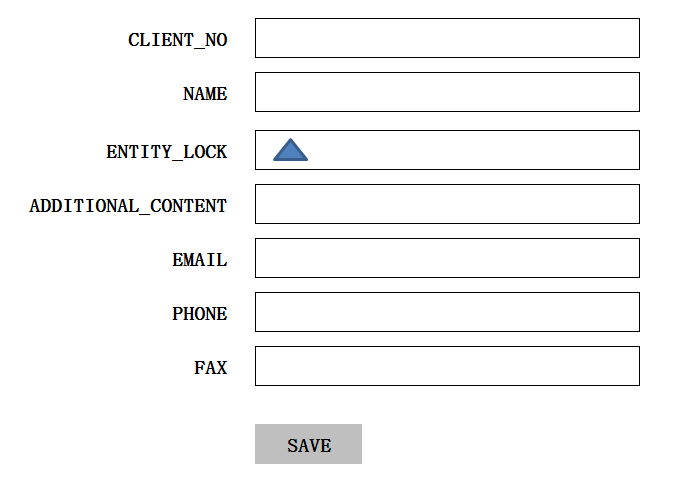 CLIENT_NO
NAME
ENTITY_LOCK
ADDITIONAL_CONTENT
EMAIL
PHONE
FAX
SAVE